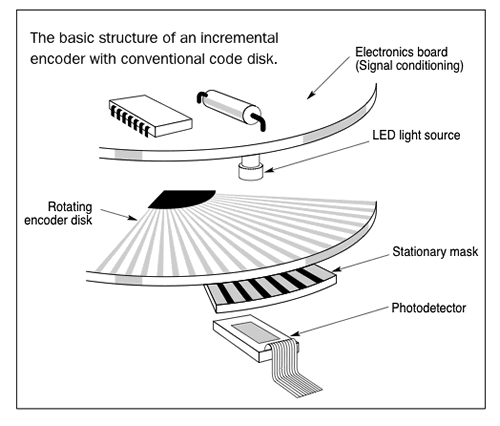 The basic structure of an incremental
encoder with conventional code disk.
Electronics board
(Signal conditioning)
LED light source
Rotating
encoder disk
Stationary mask
Photodetector